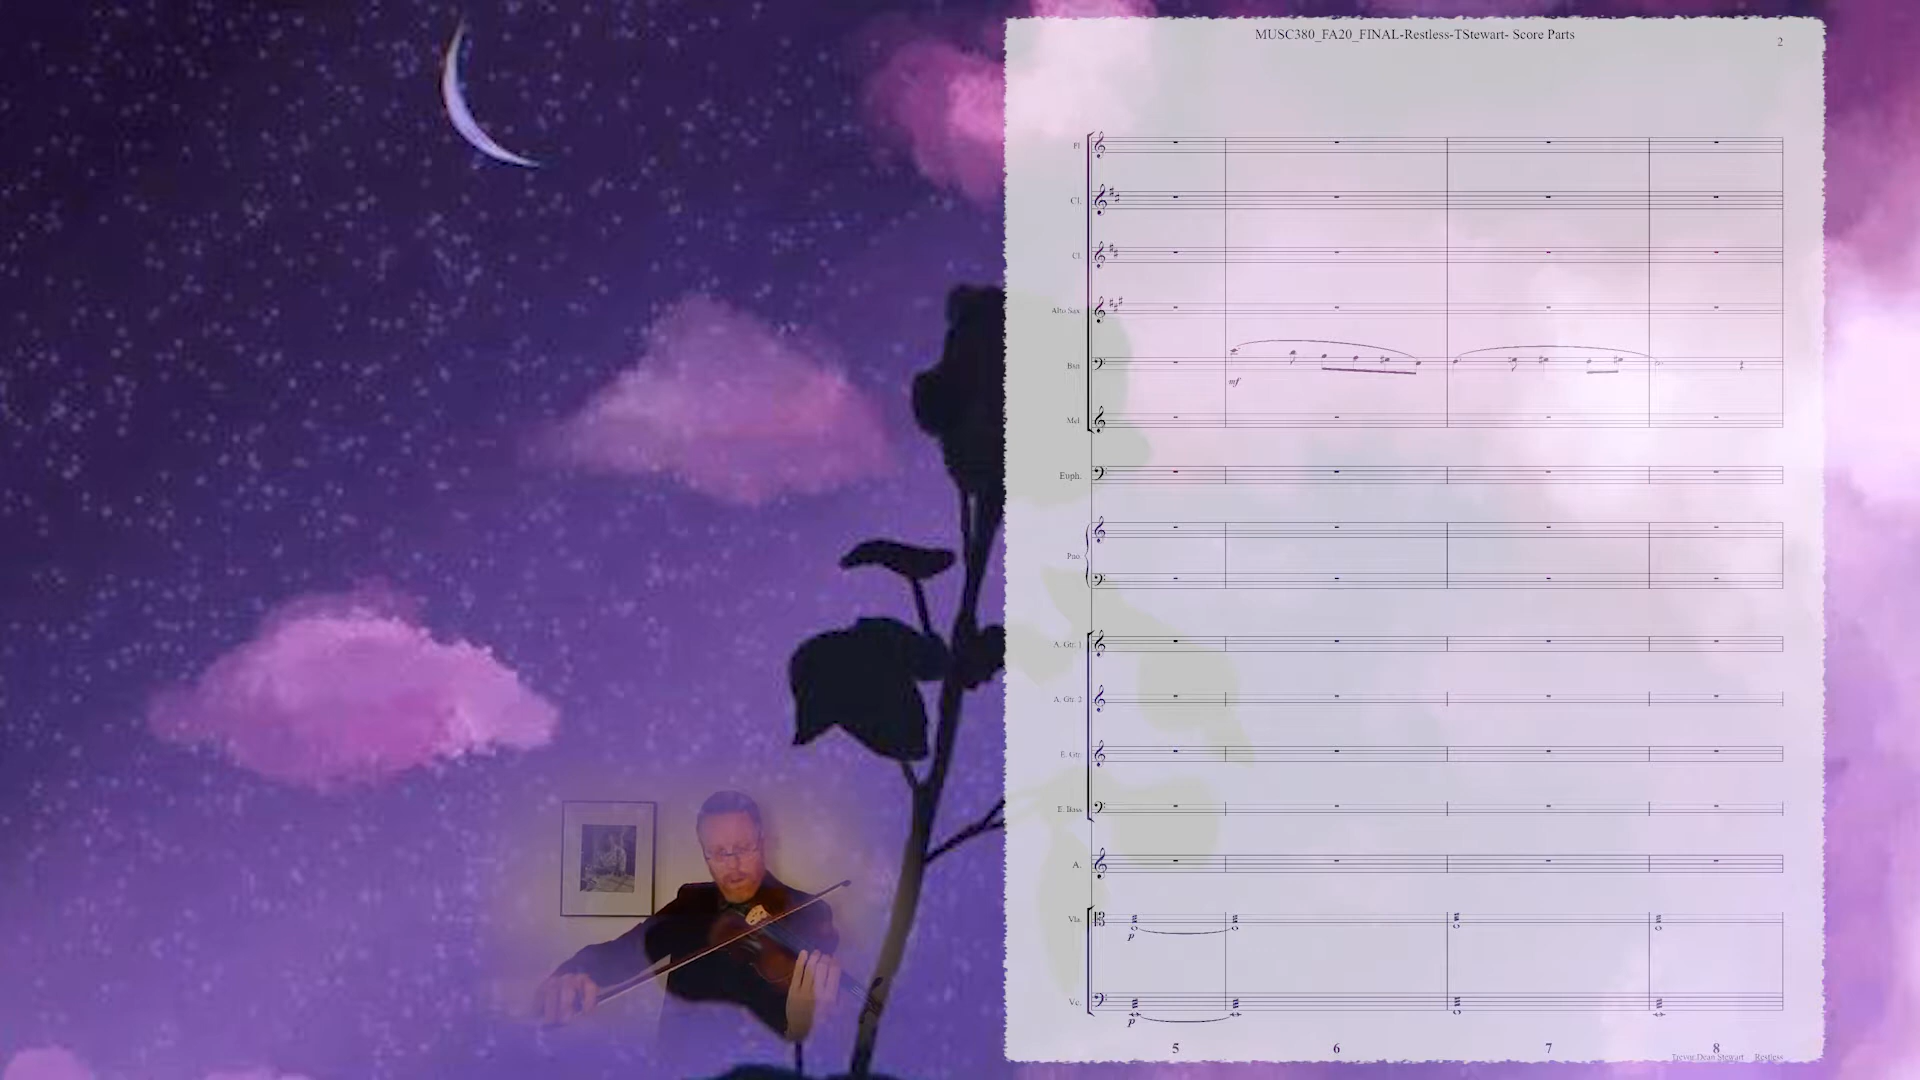 MUSC380_FA20_FINAL-Restless-TStewart- Score Parts
2
Fl
Cl.
Cl.
Alto Sax
Bsn
mf
Mel.
Euph.
Pno.
A. Gtr. 1
A. Gtr. 2
E. Gtr.
E. Bass
A.
Vla.
p
Vc.
p
5 6 7 8
Trevor Dean Stewart Restless